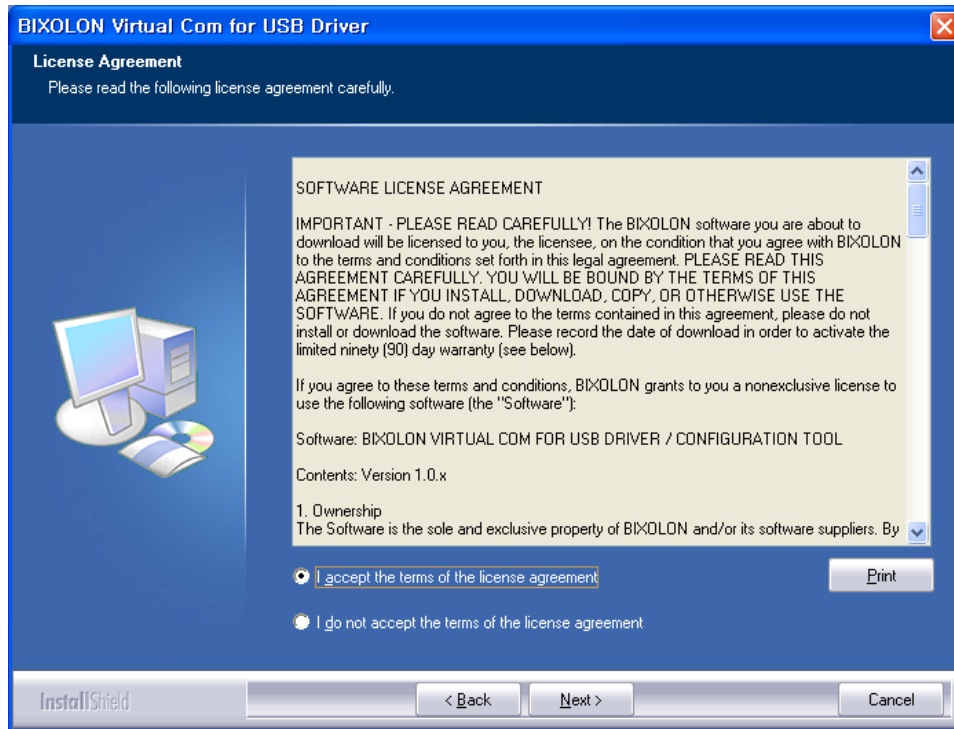 BIXOLON Virtual Com for USB Driver
License Agreement
Please read the following license agreement carefully.
SOFTWARE LICENSE AGREEMENT
IMPORTANT - PLEASE READ CAREFULLY! The BIXOLON software you are about to
download will be licensed to you, the licensee, on the condition that you agree with BIXOLON
to the terms and conditions set forth in this legal agreement. PLEASE READ THIS
AGREEMENT CAREFULLY. YOU WILL BE BOUND BY THE TERMS OF THIS
AGREEMENT IF YOU INSTALL, DOWNLOAD, COPY, OR OTHERWISE USE THE
SOFTWARE. If you do not agree to the terms contained in this agreement, please do not
install or download the software. Please record the date of download in order to activate the
limited ninety (90) day warranty (see below).
If you agree to these terms and conditions, BIXOLON grants to you a nonexclusive license to
use the following software (the "Software"):
Software: BIXOLON VIRTUAL COM FOR USB DRIVER / CONFIGURATION TOOL
Contents: Version 1.0.x
1. Ownership
The Software is the sole and exclusive property of BIXOLON and/or its software suppliers. By
I accept the terms of the license agreement
Print
I do not accept the terms of the license agreement
InstallShield
< Back
Next >
Cancel